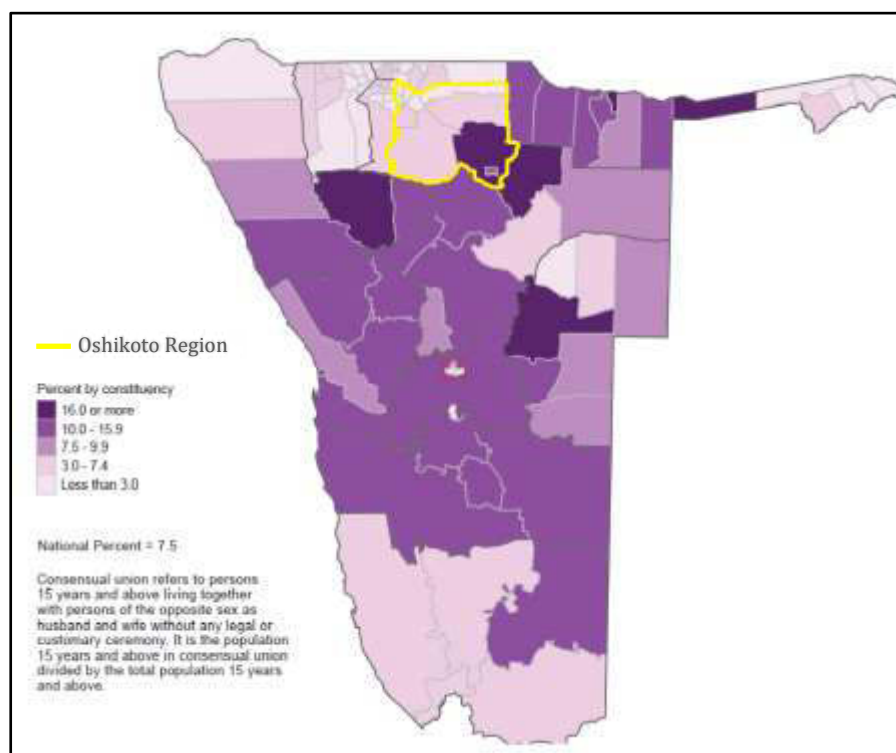 Oshikoto Region
Percent by constituency
16.0 or more
10.0 - 15.9
7.5 - 9.9
3.0 - 7.4
Less than 3.0
National Percent = 7.5
Consensual union refers to persons
15 years and above living together
with persons of the opposite sex as
husband and wife without any legal or
customary ceremony. It is the population
15 years and above in consensual union
divided by the total population 15 years
and above.